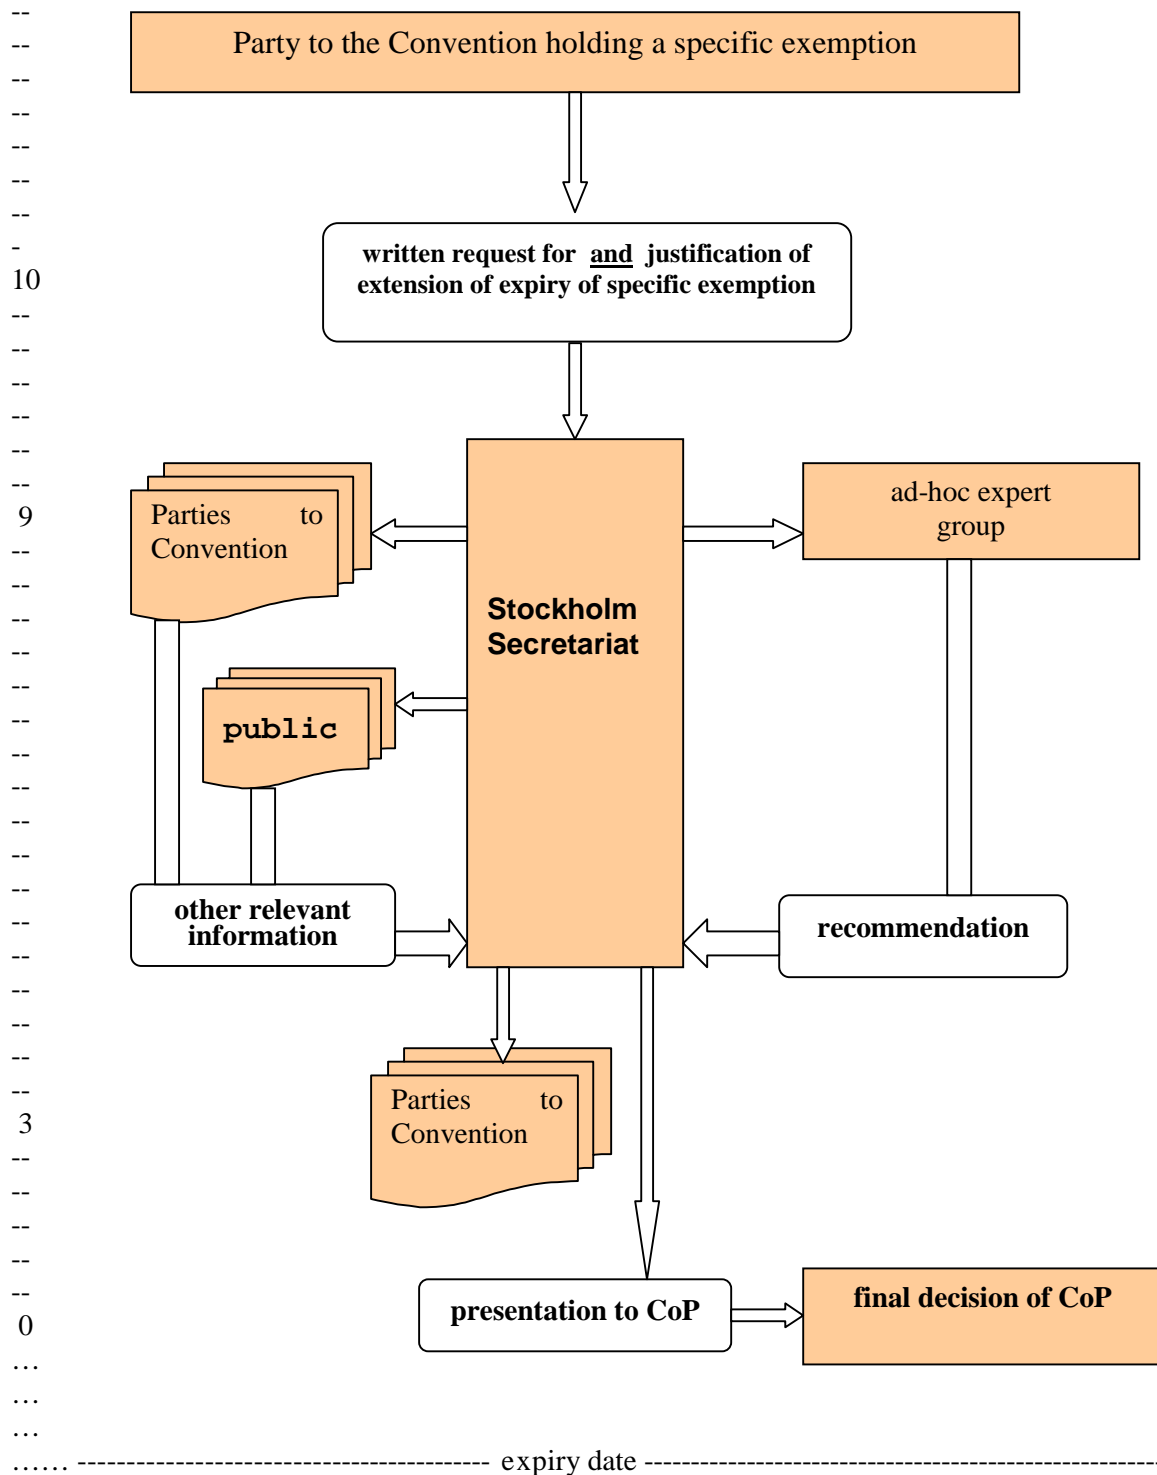 --
--
Party to the Convention holding a specific exemption
--
--
--
--
--
-
written request for and justification of
extension of expiry of specific exemption
10
--
--
--
--
--
--
9
Parties to
Convention
ad-hoc expert
group
--
--
Stockholm
Secretariat
--
--
--
public
--
--
--
--
--
--
other relevant
information
recommendation
--
--
--
--
--
--
Parties to
Convention
3
--
--
--
--
--
presentation to CoP
final decision of CoP
0
...
...
...
...... ------------------------------------------ expiry date -----------------------------------------------------